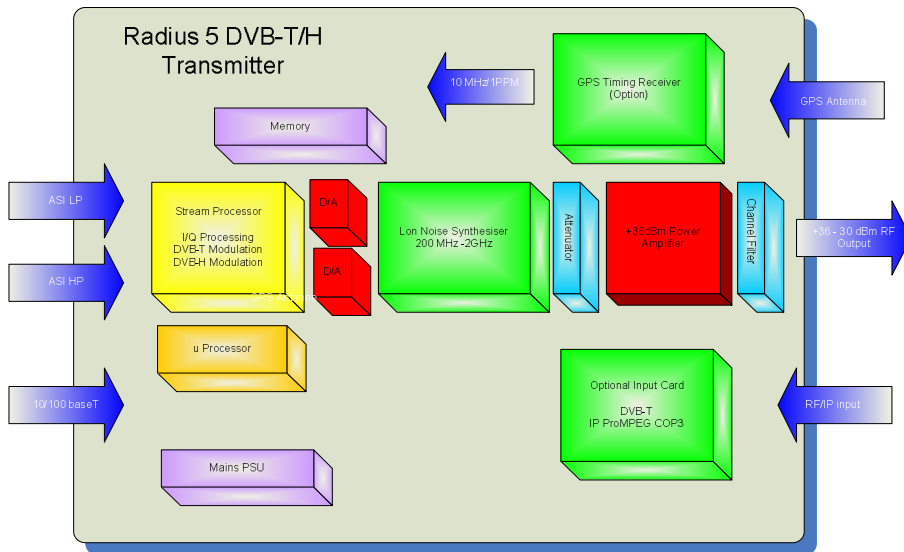 Radius 5 DVB-T/H
Transmitter
10 MHz/1PPM
GPS Timing Receiver
(Option)
GPS Antenna
Memory
ASI LP
Stream Processor
I/Q Processing
DVB-T Modulation
DVB-H Modulation
D/A
Lon Noise Synthesiser
200 MHz -2GHz
Attenuator
+36dBm Power
Amplifier
Channel Filter
+36 - 30 dBm RF
Output
ASI HP
D/A
GPS Antenna
u Processor
10/100 baseT
Optional Input Card
DVB-T
IP ProMPEG COP3
RF/IP input
Mains PSU